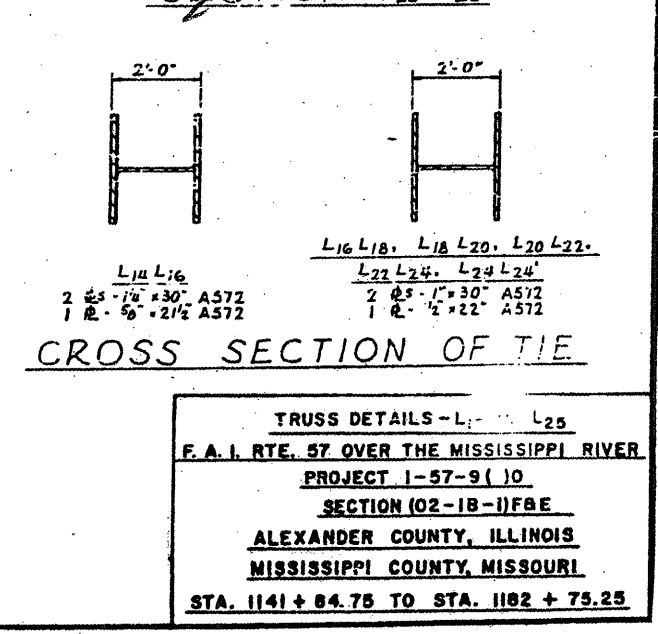 2'-0"
2'-0"
L14 L16
2 ℄s - 1¼" x 30" A572
1 ℄ - 5/8" x 21½" A572
L16 L18, L18 L20, L20 L22,
L22 L24, L24 L24'
2 ℄s - 1" x 30" A572
1 ℄ - ½" x 22" A572
CROSS SECTION OF TIE
TRUSS DETAILS - L25
F. A. I. RTE. 57 OVER THE MISSISSIPPI RIVER
PROJECT I-57-9( )0
SECTION (02-1B-1)F&E
ALEXANDER COUNTY, ILLINOIS
MISSISSIPPI COUNTY, MISSOURI
STA. 1141 + 84.75 TO STA. 1182 + 75.25